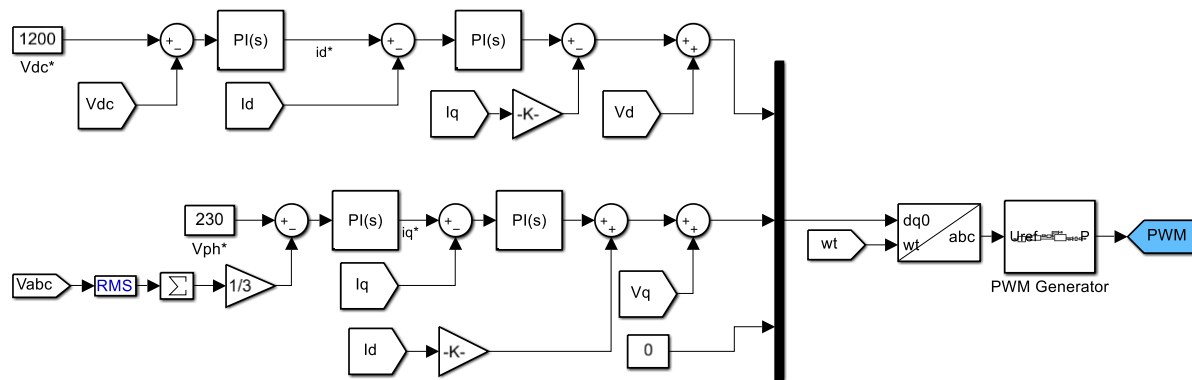 1200
Vdc*
+
−
PI(s)
id*
+
−
PI(s)
+
−
+
+
Vdc
Id
Iq
-K-
Vd
230
Vph*
+
−
PI(s)
iq*
+
−
PI(s)
+
+
+
+
Vabc
RMS
∑
1/3
Iq
Vq
Id
-K-
0
wt
dq0
wt
abc
Uref
P
PWM Generator
PWM